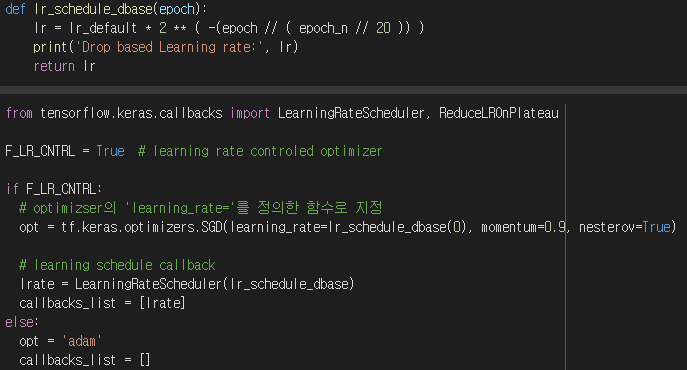 def lr_schedule_dbase(epoch):
    lr = lr_default * 2 ** ( -(epoch // ( epoch_n // 20 )) )
    print('Drop based Learning rate:', lr)
    return lr
from tensorflow.keras.callbacks import LearningRateScheduler, ReduceLROnPlateau
F_LR_CNTRL = True  # learning rate controled optimizer
if F_LR_CNTRL:
  # optimizser의 'learning_rate='를 정의한 함수로 지정
  opt = tf.keras.optimizers.SGD(learning_rate=lr_schedule_dbase(0), momentum=0.9, nesterov=True)
  # learning schedule callback
  lrate = LearningRateScheduler(lr_schedule_dbase)
  callbacks_list = [lrate]
else:
  opt = 'adam'
  callbacks_list = []